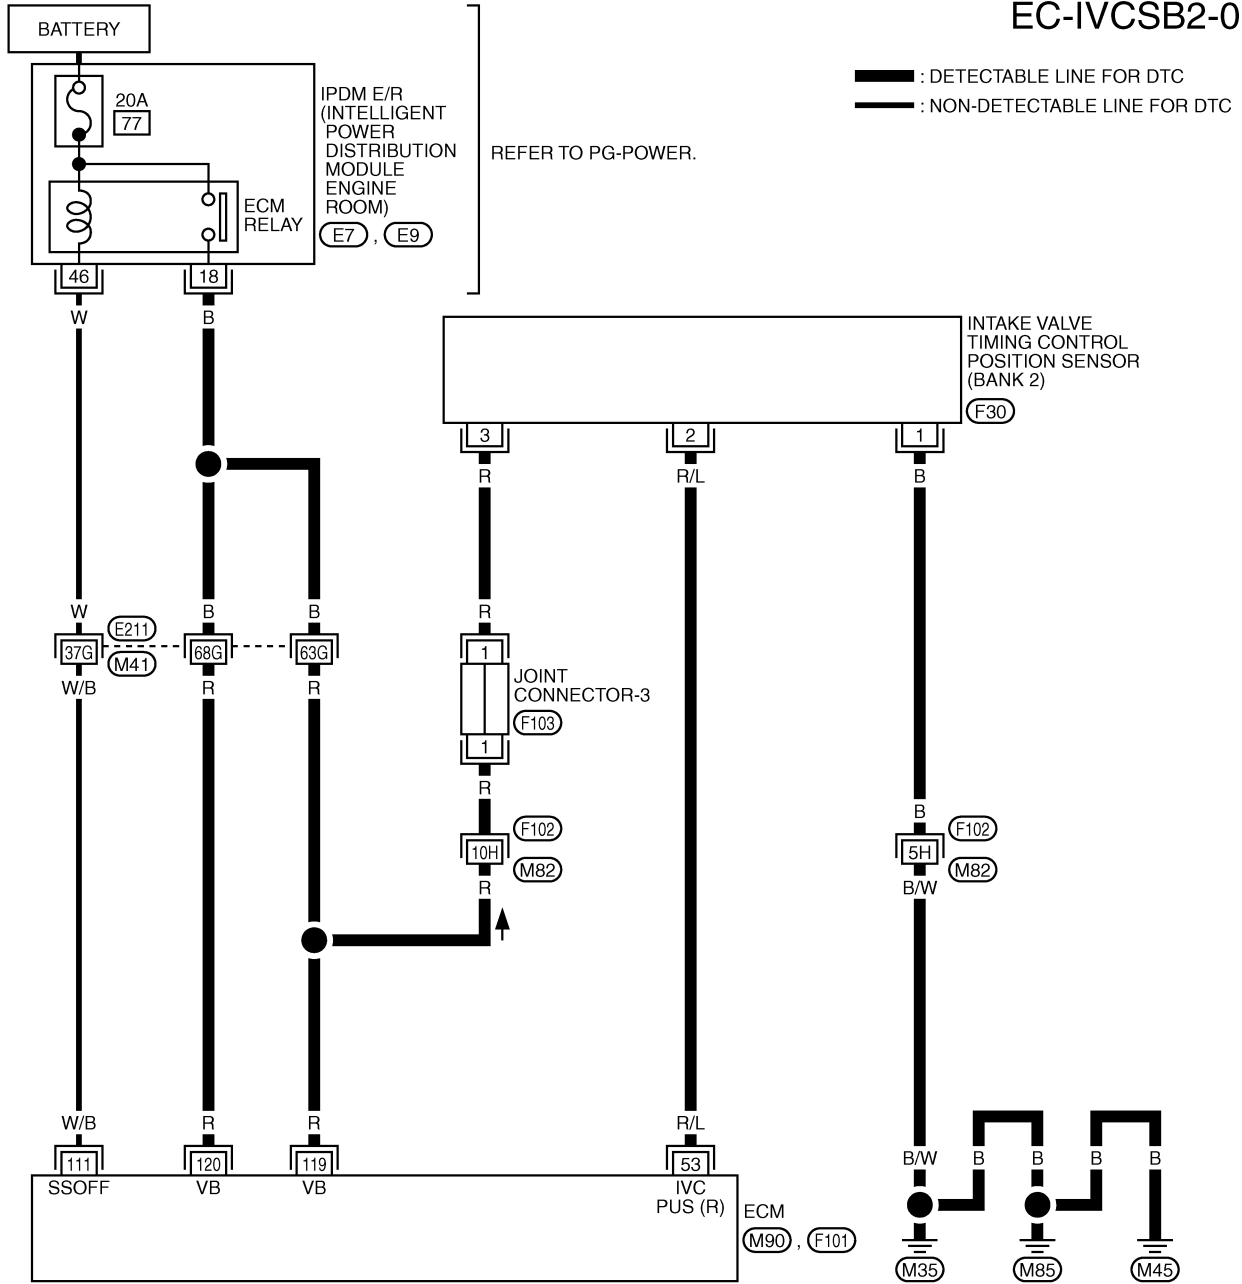 EC-IVCSB2-0
BATTERY
: DETECTABLE LINE FOR DTC
: NON-DETECTABLE LINE FOR DTC
20A
77
IPDM E/R
(INTELLIGENT
POWER
DISTRIBUTION
MODULE
ENGINE
ROOM)
E7 , E9
REFER TO PG-POWER.
ECM
RELAY
46
18
W
B
INTAKE VALVE
TIMING CONTROL
POSITION SENSOR
(BANK 2)
F30
3
2
1
R
R/L
B
W
B
B
R
E211
M41
37G
68G
63G
1
W/B
R
R
JOINT
CONNECTOR-3
F103
1
R
B
F102
F102
10H
5H
M82
M82
R
B/W
W/B
R
R
R/L
B/W
B
B
B
B
111
120
119
53
SSOFF
VB
VB
IVC
PUS (R)
ECM
M90 , F101
M35
M85
M45